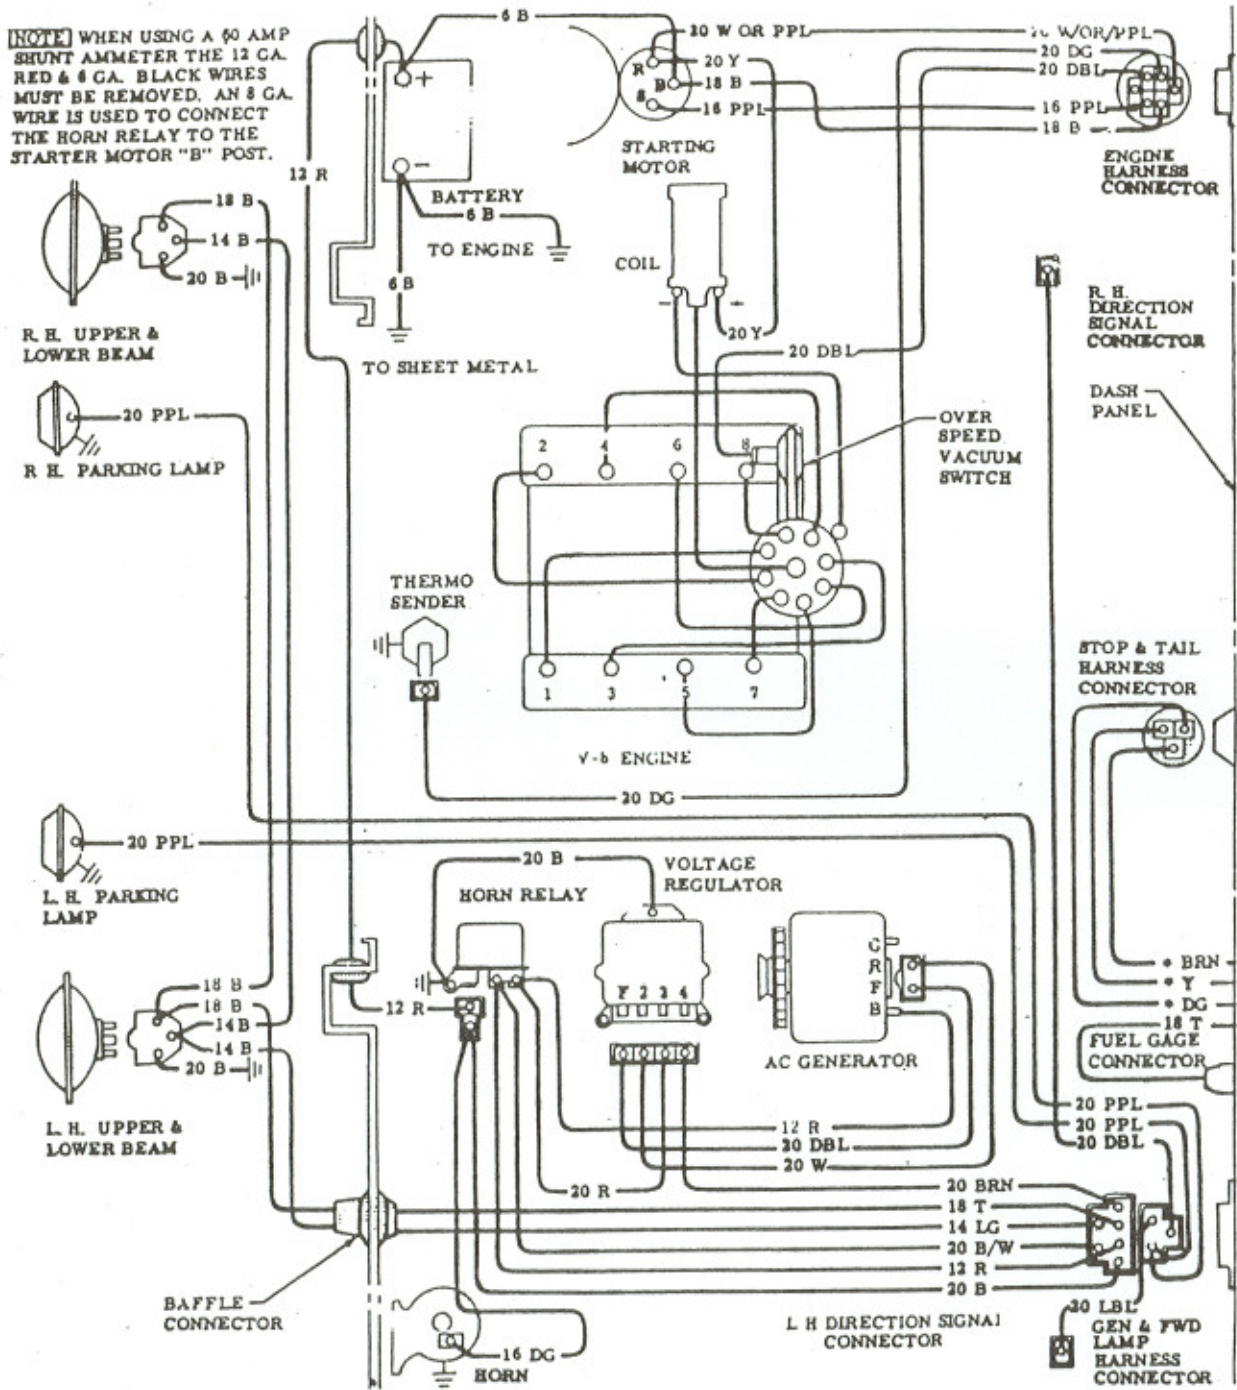 NOTE WHEN USING A 60 AMP
SHUNT AMMETER THE 12 GA.
RED & 6 GA. BLACK WIRES
MUST BE REMOVED. AN 8 GA.
WIRE IS USED TO CONNECT
THE HORN RELAY TO THE
STARTER MOTOR "B" POST.
6 B
12 R
+
-
BATTERY
6 B
TO ENGINE
6 B
TO SHEET METAL
R
B
S
20 W OR PPL
20 Y
18 B
16 PPL
STARTING
MOTOR
20 W/OR/PPL
20 DG
20 DBL
16 PPL
18 B
ENGINE
HARNESS
CONNECTOR
COIL
-
+
20 Y
20 DBL
18 B
14 B
20 B
R. H. UPPER &
LOWER BEAM
20 PPL
R H. PARKING LAMP
R. H.
DIRECTION
SIGNAL
CONNECTOR
DASH
PANEL
OVER
SPEED
VACUUM
SWITCH
2
4
6
8
1
3
5
7
V-8 ENGINE
THERMO
SENDER
20 DG
STOP & TAIL
HARNESS
CONNECTOR
20 PPL
L. H. PARKING
LAMP
20 B
HORN RELAY
VOLTAGE
REGULATOR
F 2 3 4
G
R
F
B
AC GENERATOR
* BRN
* Y
* DG
18 T
FUEL GAGE
CONNECTOR
18 B
18 B
14 B
14 B
20 B
L. H. UPPER &
LOWER BEAM
12 R
20 PPL
20 PPL
20 DBL
12 R
20 DBL
20 W
20 R
20 BRN
18 T
14 LG
20 B/W
12 R
20 B
BAFFLE
CONNECTOR
16 DG
HORN
L H DIRECTION SIGNAL
CONNECTOR
20 LBL
GEN & FWD
LAMP
HARNESS
CONNECTOR